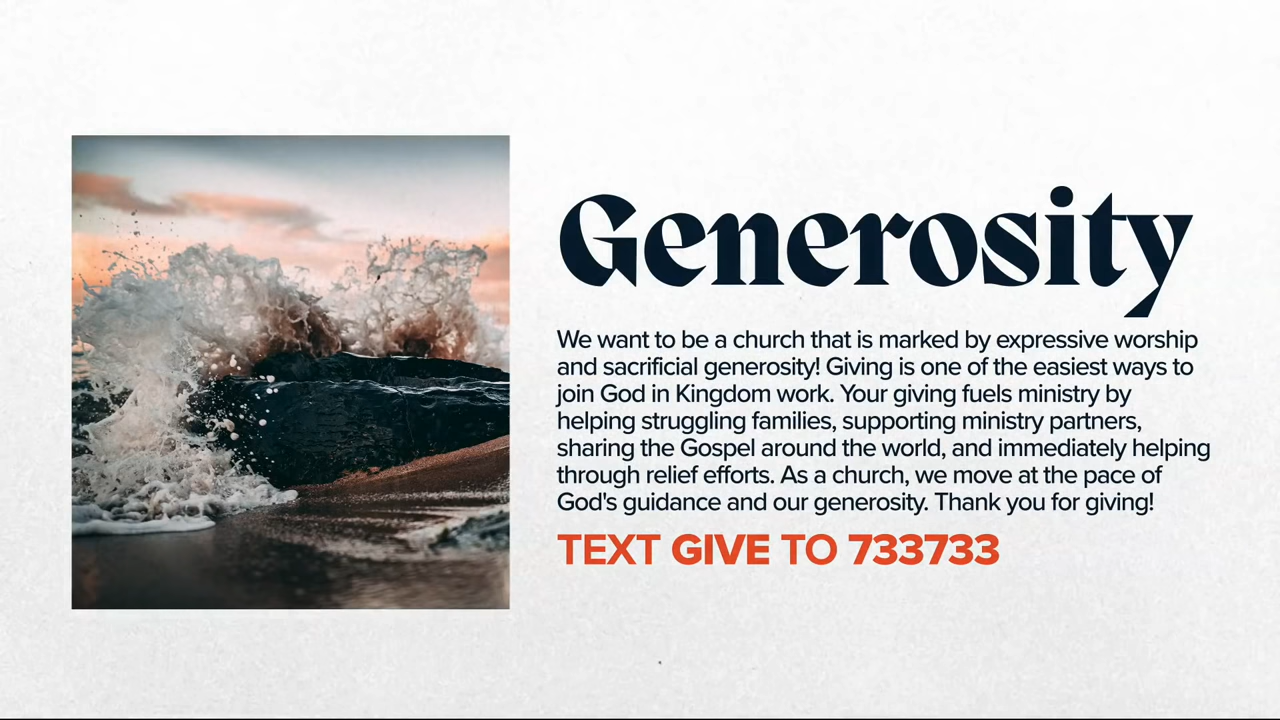 Generosity
We want to be a church that is marked by expressive worship
and sacrificial generosity! Giving is one of the easiest ways to
join God in Kingdom work. Your giving fuels ministry by
helping struggling families, supporting ministry partners,
sharing the Gospel around the world, and immediately helping
through relief efforts. As a church, we move at the pace of
God's guidance and our generosity. Thank you for giving!
TEXT GIVE TO 733733